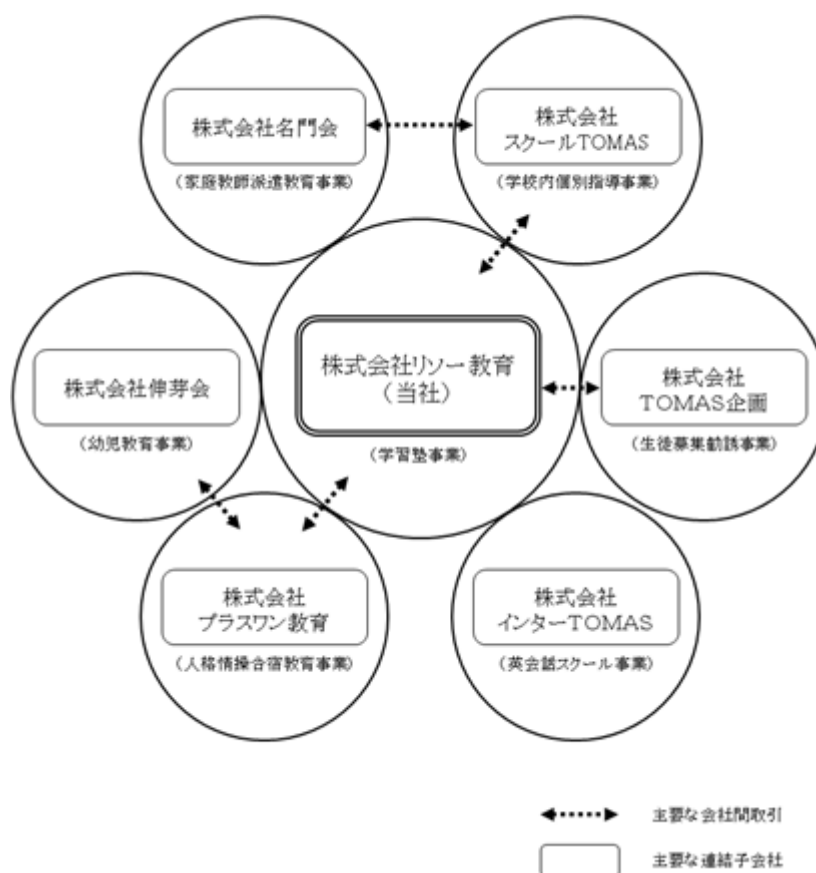 株式会社名門会
(家庭教師派遣教育事業)
株式会社
スクールTOMAS
(学校内個別指導事業)
株式会社伸芽会
(幼児教育事業)
株式会社リソー教育
(当社)
(学習塾事業)
株式会社
TOMAS企画
(生徒募集勧誘事業)
株式会社
プラスワン教育
(人格情操合宿教育事業)
株式会社
インターTOMAS
(英会話スクール事業)
主要な会社間取引
主要な連結子会社